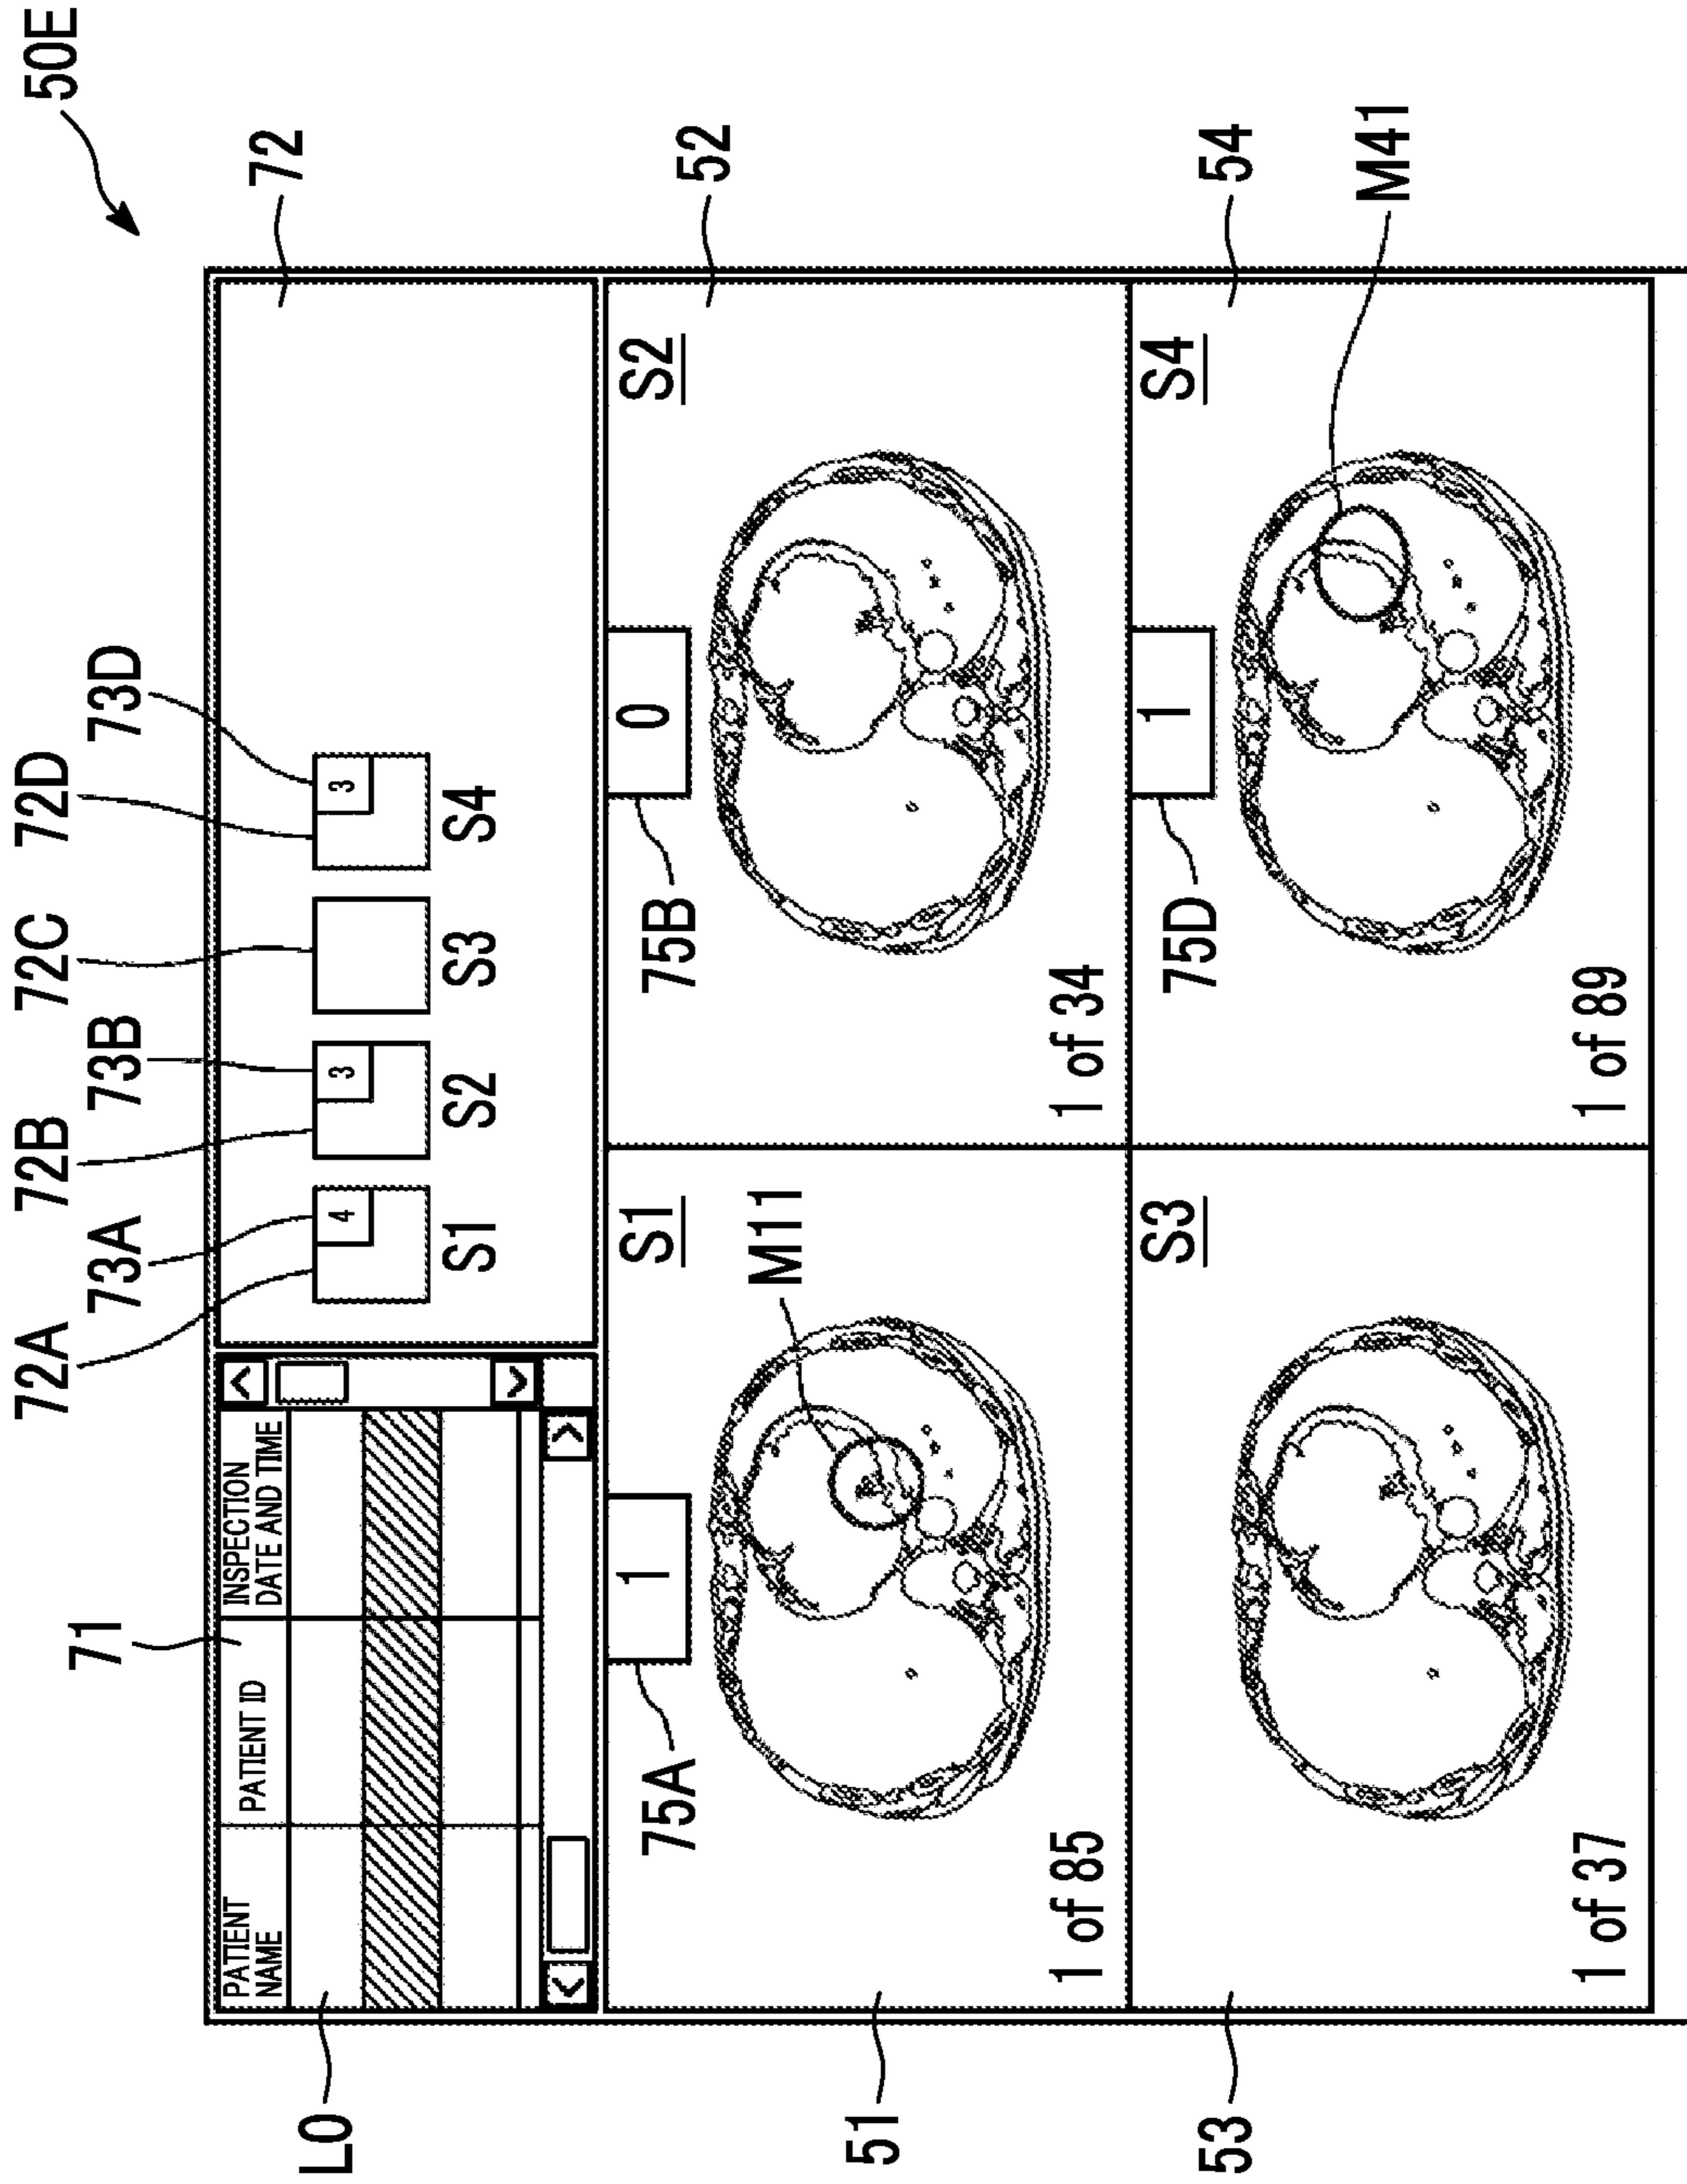 50E
72A 73A 72B 73B 72C 72D 73D
71
72
L0
PATIENT NAME
PATIENT ID
INSPECTION DATE AND TIME
4
3
3
S1
S2
S3
S4
75A
1
S1
M11
51
1 of 85
75B
0
S2
52
1 of 34
S3
53
1 of 37
75D
1
S4
54
M41
1 of 89